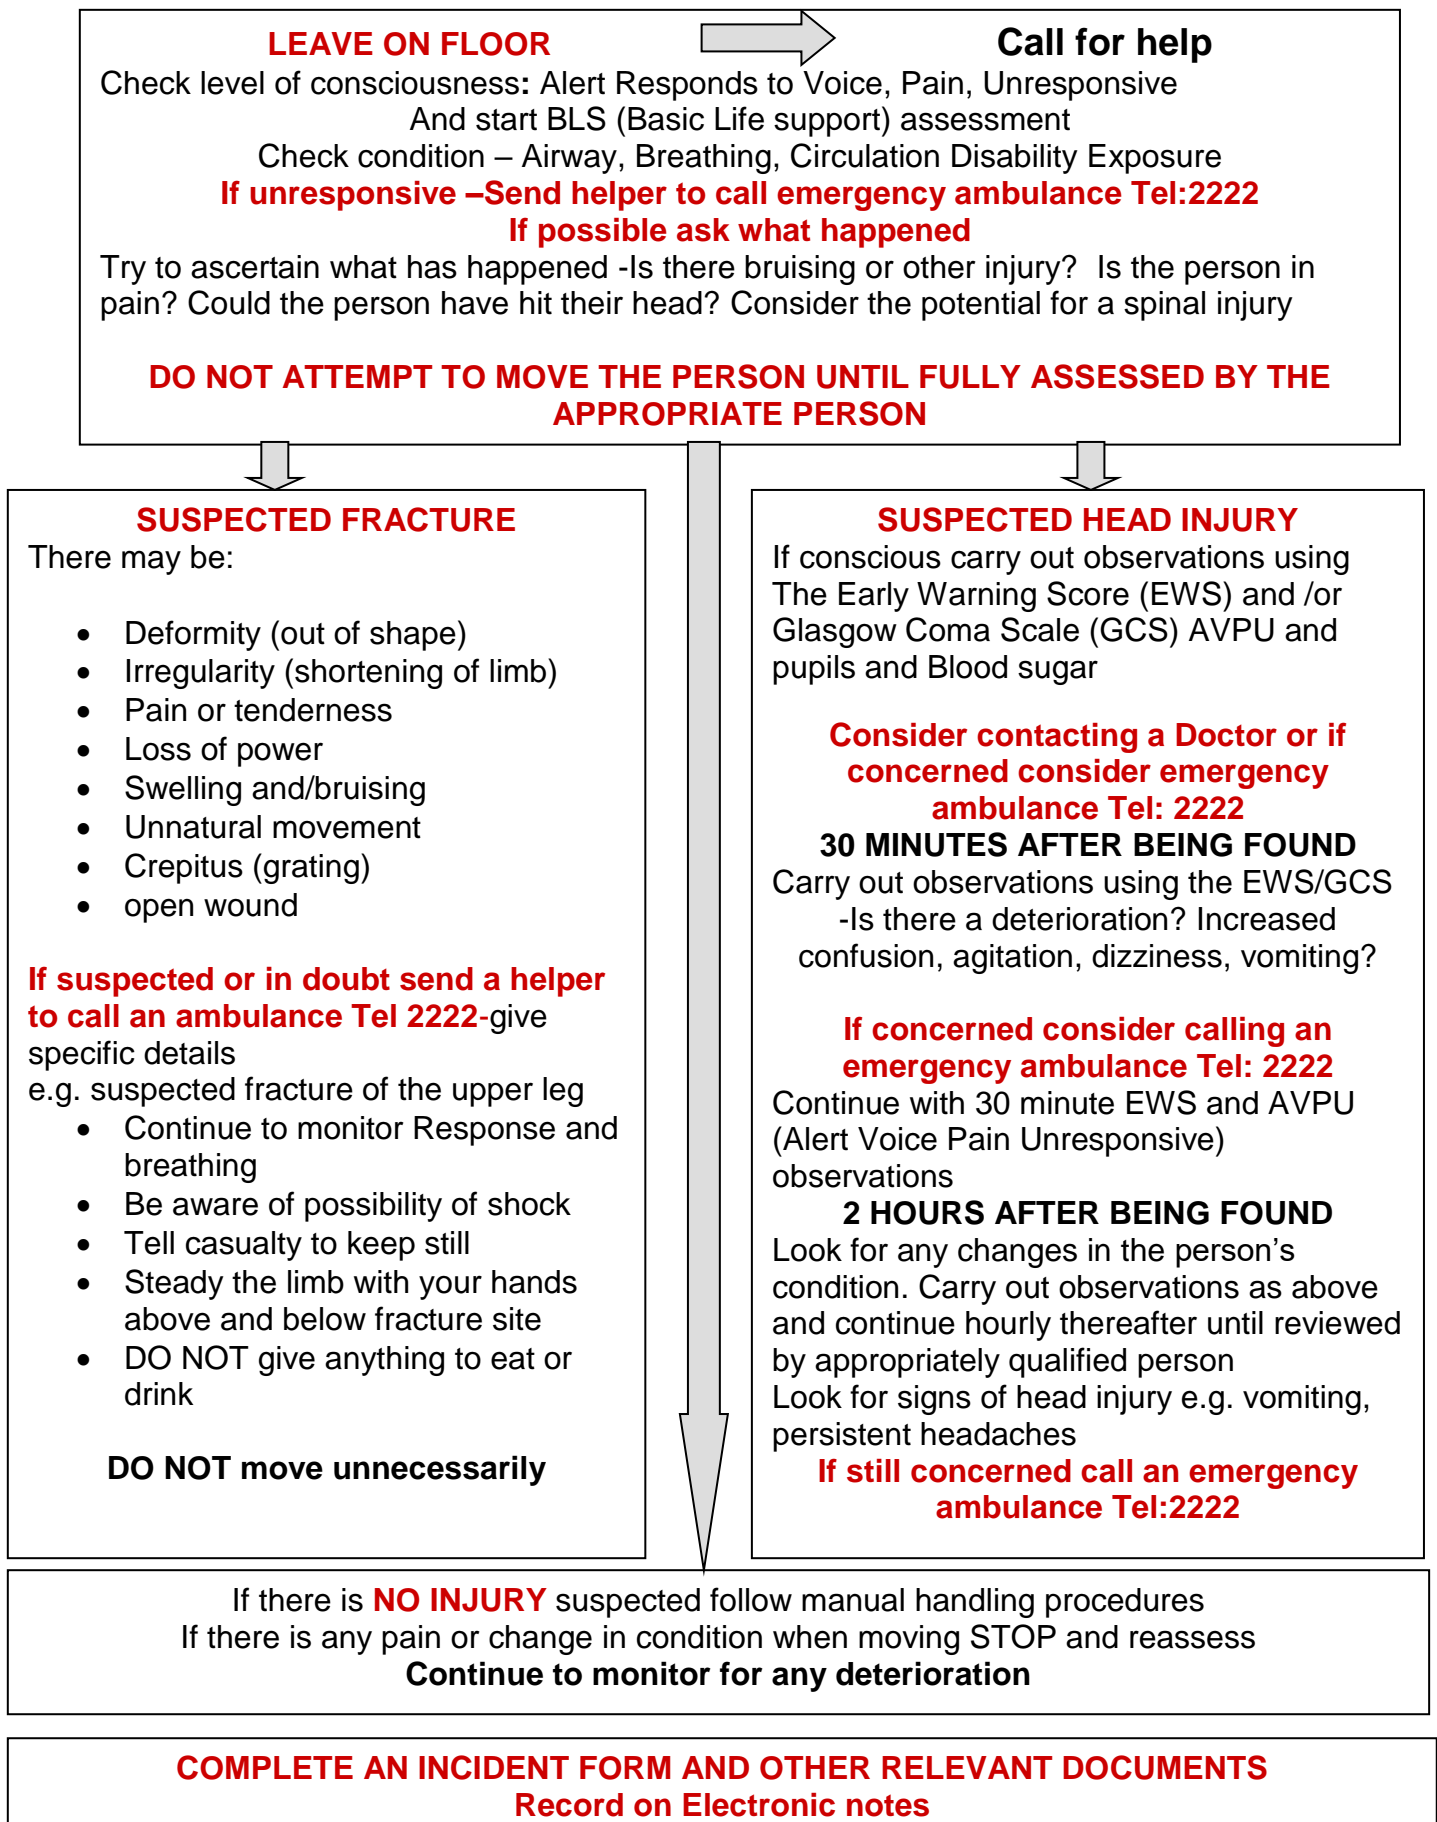 LEAVE ON FLOOR
Call for help
Check level of consciousness: Alert Responds to Voice, Pain, Unresponsive
And start BLS (Basic Life support) assessment
Check condition – Airway, Breathing, Circulation Disability Exposure
If unresponsive –Send helper to call emergency ambulance Tel:2222
If possible ask what happened
Try to ascertain what has happened -Is there bruising or other injury? Is the person in
pain? Could the person have hit their head? Consider the potential for a spinal injury
DO NOT ATTEMPT TO MOVE THE PERSON UNTIL FULLY ASSESSED BY THE
APPROPRIATE PERSON
SUSPECTED FRACTURE
There may be:
• Deformity (out of shape)
• Irregularity (shortening of limb)
• Pain or tenderness
• Loss of power
• Swelling and/bruising
• Unnatural movement
• Crepitus (grating)
• open wound
If suspected or in doubt send a helper
to call an ambulance Tel 2222-give
specific details
e.g. suspected fracture of the upper leg
• Continue to monitor Response and
breathing
• Be aware of possibility of shock
• Tell casualty to keep still
• Steady the limb with your hands
above and below fracture site
• DO NOT give anything to eat or
drink
DO NOT move unnecessarily
SUSPECTED HEAD INJURY
If conscious carry out observations using
The Early Warning Score (EWS) and /or
Glasgow Coma Scale (GCS) AVPU and
pupils and Blood sugar
Consider contacting a Doctor or if
concerned consider emergency
ambulance Tel: 2222
30 MINUTES AFTER BEING FOUND
Carry out observations using the EWS/GCS
-Is there a deterioration? Increased
confusion, agitation, dizziness, vomiting?
If concerned consider calling an
emergency ambulance Tel: 2222
Continue with 30 minute EWS and AVPU
(Alert Voice Pain Unresponsive)
observations
2 HOURS AFTER BEING FOUND
Look for any changes in the person's
condition. Carry out observations as above
and continue hourly thereafter until reviewed
by appropriately qualified person
Look for signs of head injury e.g. vomiting,
persistent headaches
If still concerned call an emergency
ambulance Tel:2222
If there is NO INJURY suspected follow manual handling procedures
If there is any pain or change in condition when moving STOP and reassess
Continue to monitor for any deterioration
COMPLETE AN INCIDENT FORM AND OTHER RELEVANT DOCUMENTS
Record on Electronic notes